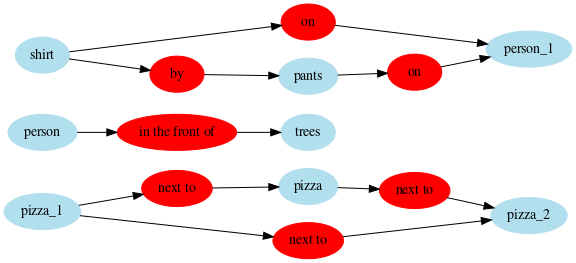 on
shirt
person_1
by
pants
on
person
in the front of
trees
next to
pizza
next to
pizza_1
pizza_2
next to